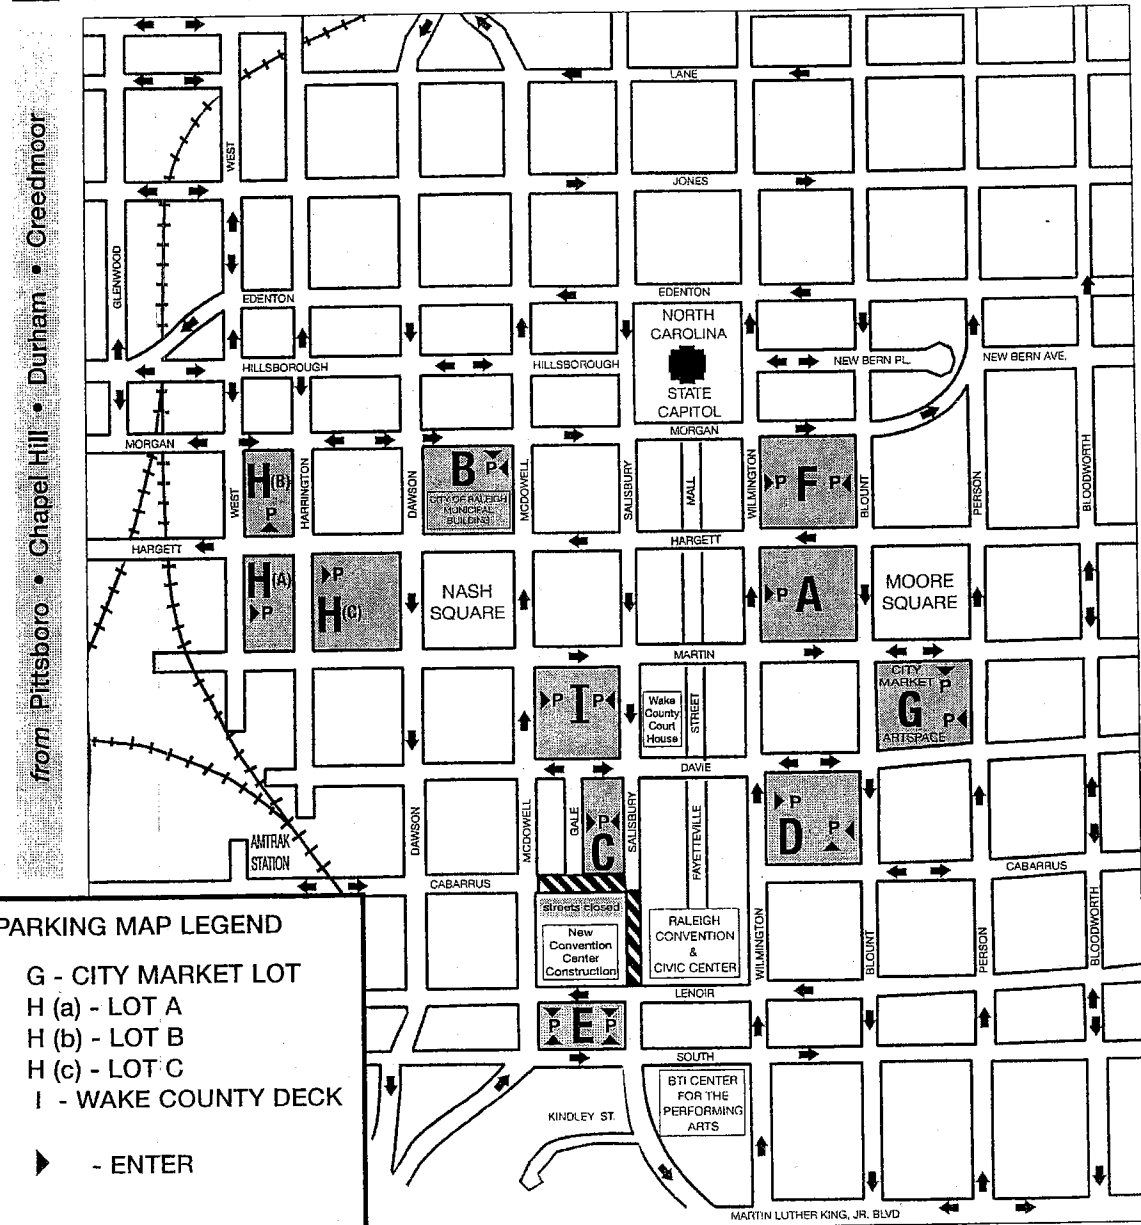 from Pittsboro • Chapel Hill • Durham • Creedmoor
LANE
WEST
JONES
GLENWOOD
EDENTON
EDENTON
NORTH
CAROLINA
STATE
CAPITOL
HILLSBOROUGH
HILLSBOROUGH
NEW BERN PL.
NEW BERN AVE.
MORGAN
MORGAN
WEST
H (B)
P
HARRINGTON
DAWSON
B
P
CITY OF RALEIGH
MUNICIPAL
BUILDING
MCDOWELL
SALISBURY
MALL
WILMINGTON
P F P
BLOUNT
PERSON
BLOODWORTH
HARGETT
HARGETT
H (A)
P
P
H (C)
NASH
SQUARE
P A
MOORE
SQUARE
MARTIN
P I P
Wake
County
Court
House
STREET
CITY
MARKET
P
G
P
ARTSPACE
DAVIE
DAWSON
MCDOWELL
GALE
P
C
SALISBURY
FAYETTEVILLE
P
D
P
AMTRAK
STATION
CABARRUS
CABARRUS
streets closed
New
Convention
Center
Construction
RALEIGH
CONVENTION
&
CIVIC CENTER
WILMINGTON
BLOUNT
PERSON
BLOODWORTH
LENOIR
P E P
SOUTH
BTI CENTER
FOR THE
PERFORMING
ARTS
KINDLEY ST.
MARTIN LUTHER KING, JR. BLVD
PARKING MAP LEGEND
G - CITY MARKET LOT
H (a) - LOT A
H (b) - LOT B
H (c) - LOT C
I - WAKE COUNTY DECK
- ENTER